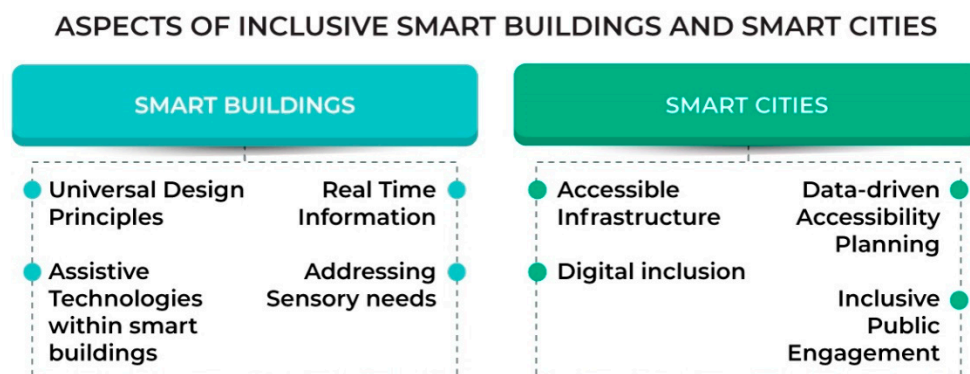 ASPECTS OF INCLUSIVE SMART BUILDINGS AND SMART CITIES
SMART BUILDINGS
Universal Design
Principles
Assistive
Technologies
within smart
buildings
Real Time
Information
Addressing
Sensory needs
SMART CITIES
Accessible
Infrastructure
Digital inclusion
Data-driven
Accessibility
Planning
Inclusive
Public
Engagement